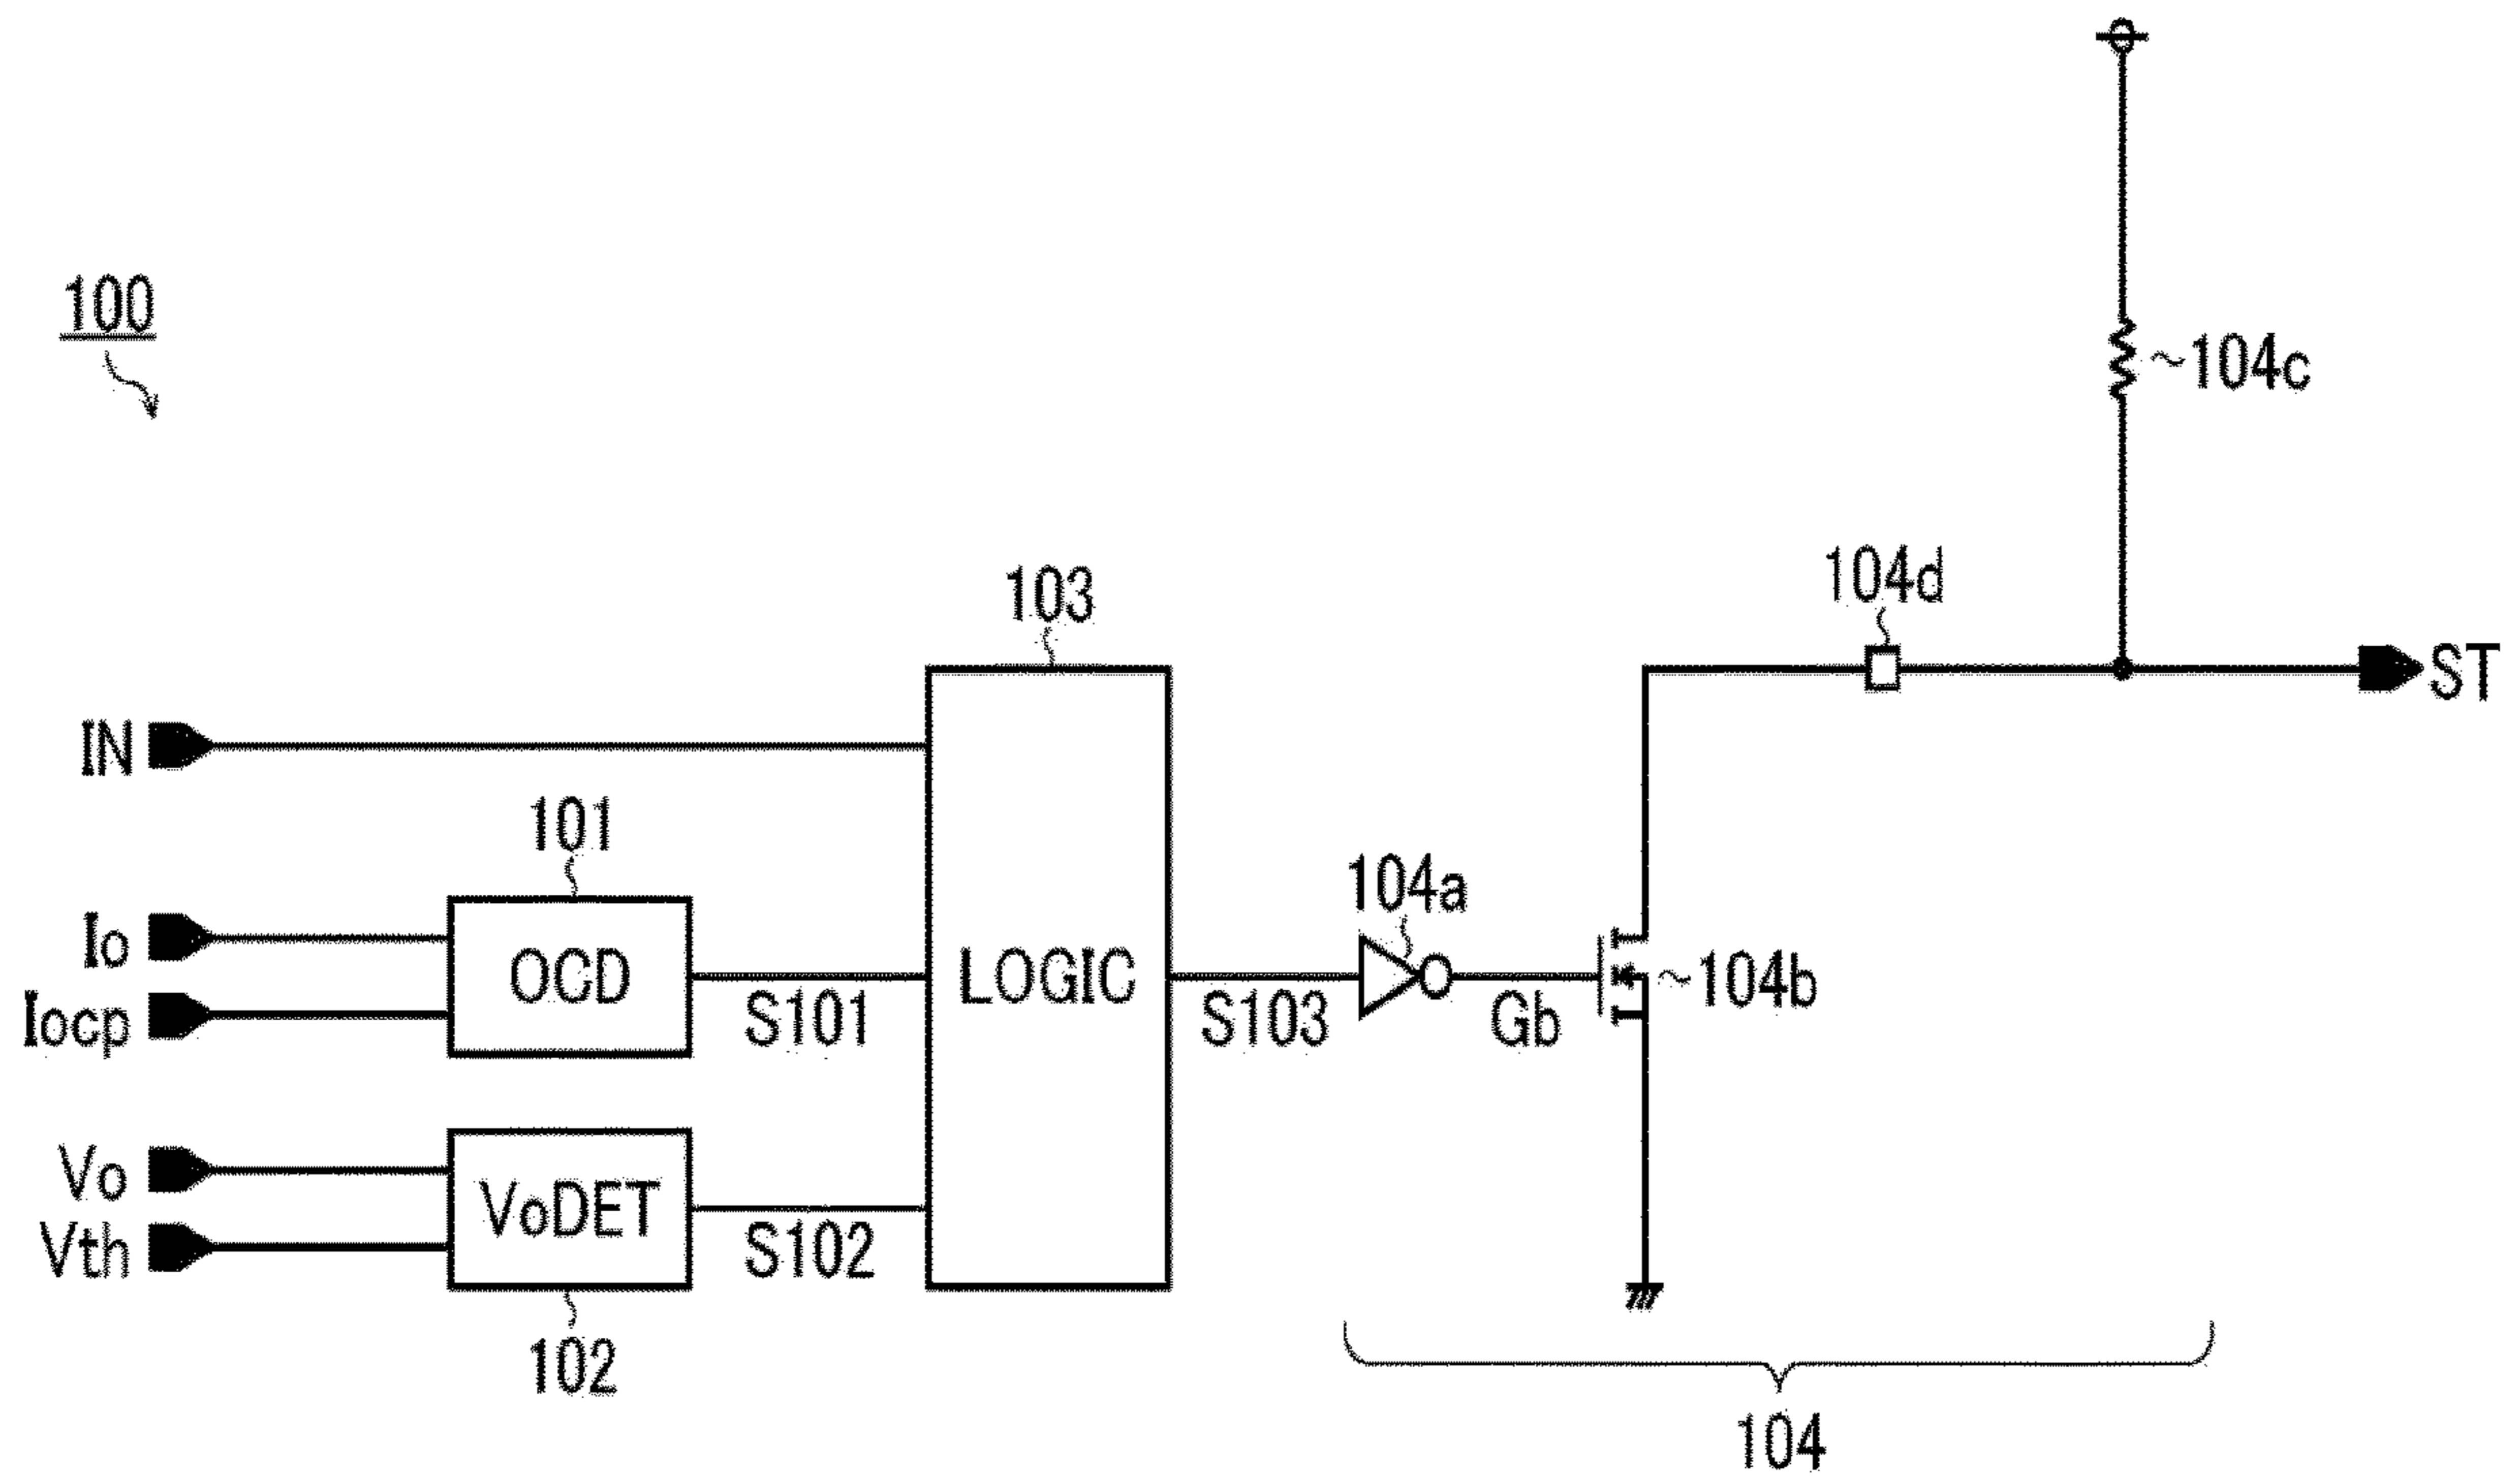 100
104c
104d
103
ST
IN
101
104a
Io
OCD
LOGIC
104b
Iocp
S101
S103
Gb
Vo
VoDET
Vth
S102
102
104